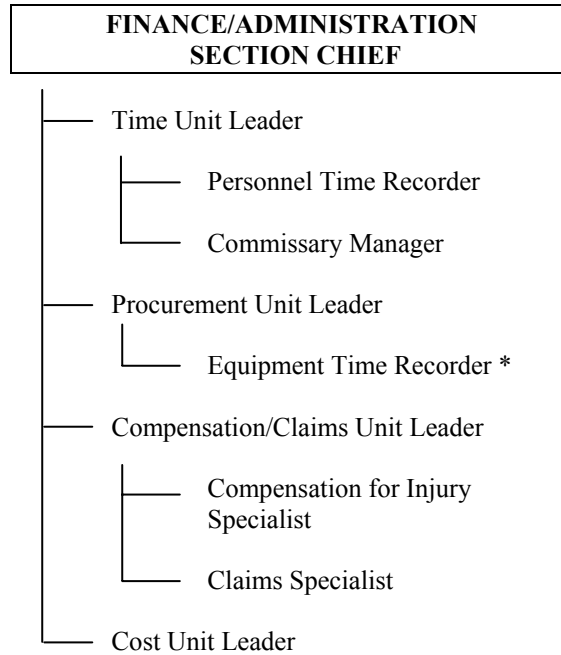 FINANCE/ADMINISTRATION
SECTION CHIEF
Time Unit Leader
Personnel Time Recorder
Commissary Manager
Procurement Unit Leader
Equipment Time Recorder *
Compensation/Claims Unit Leader
Compensation for Injury
Specialist
Claims Specialist
Cost Unit Leader